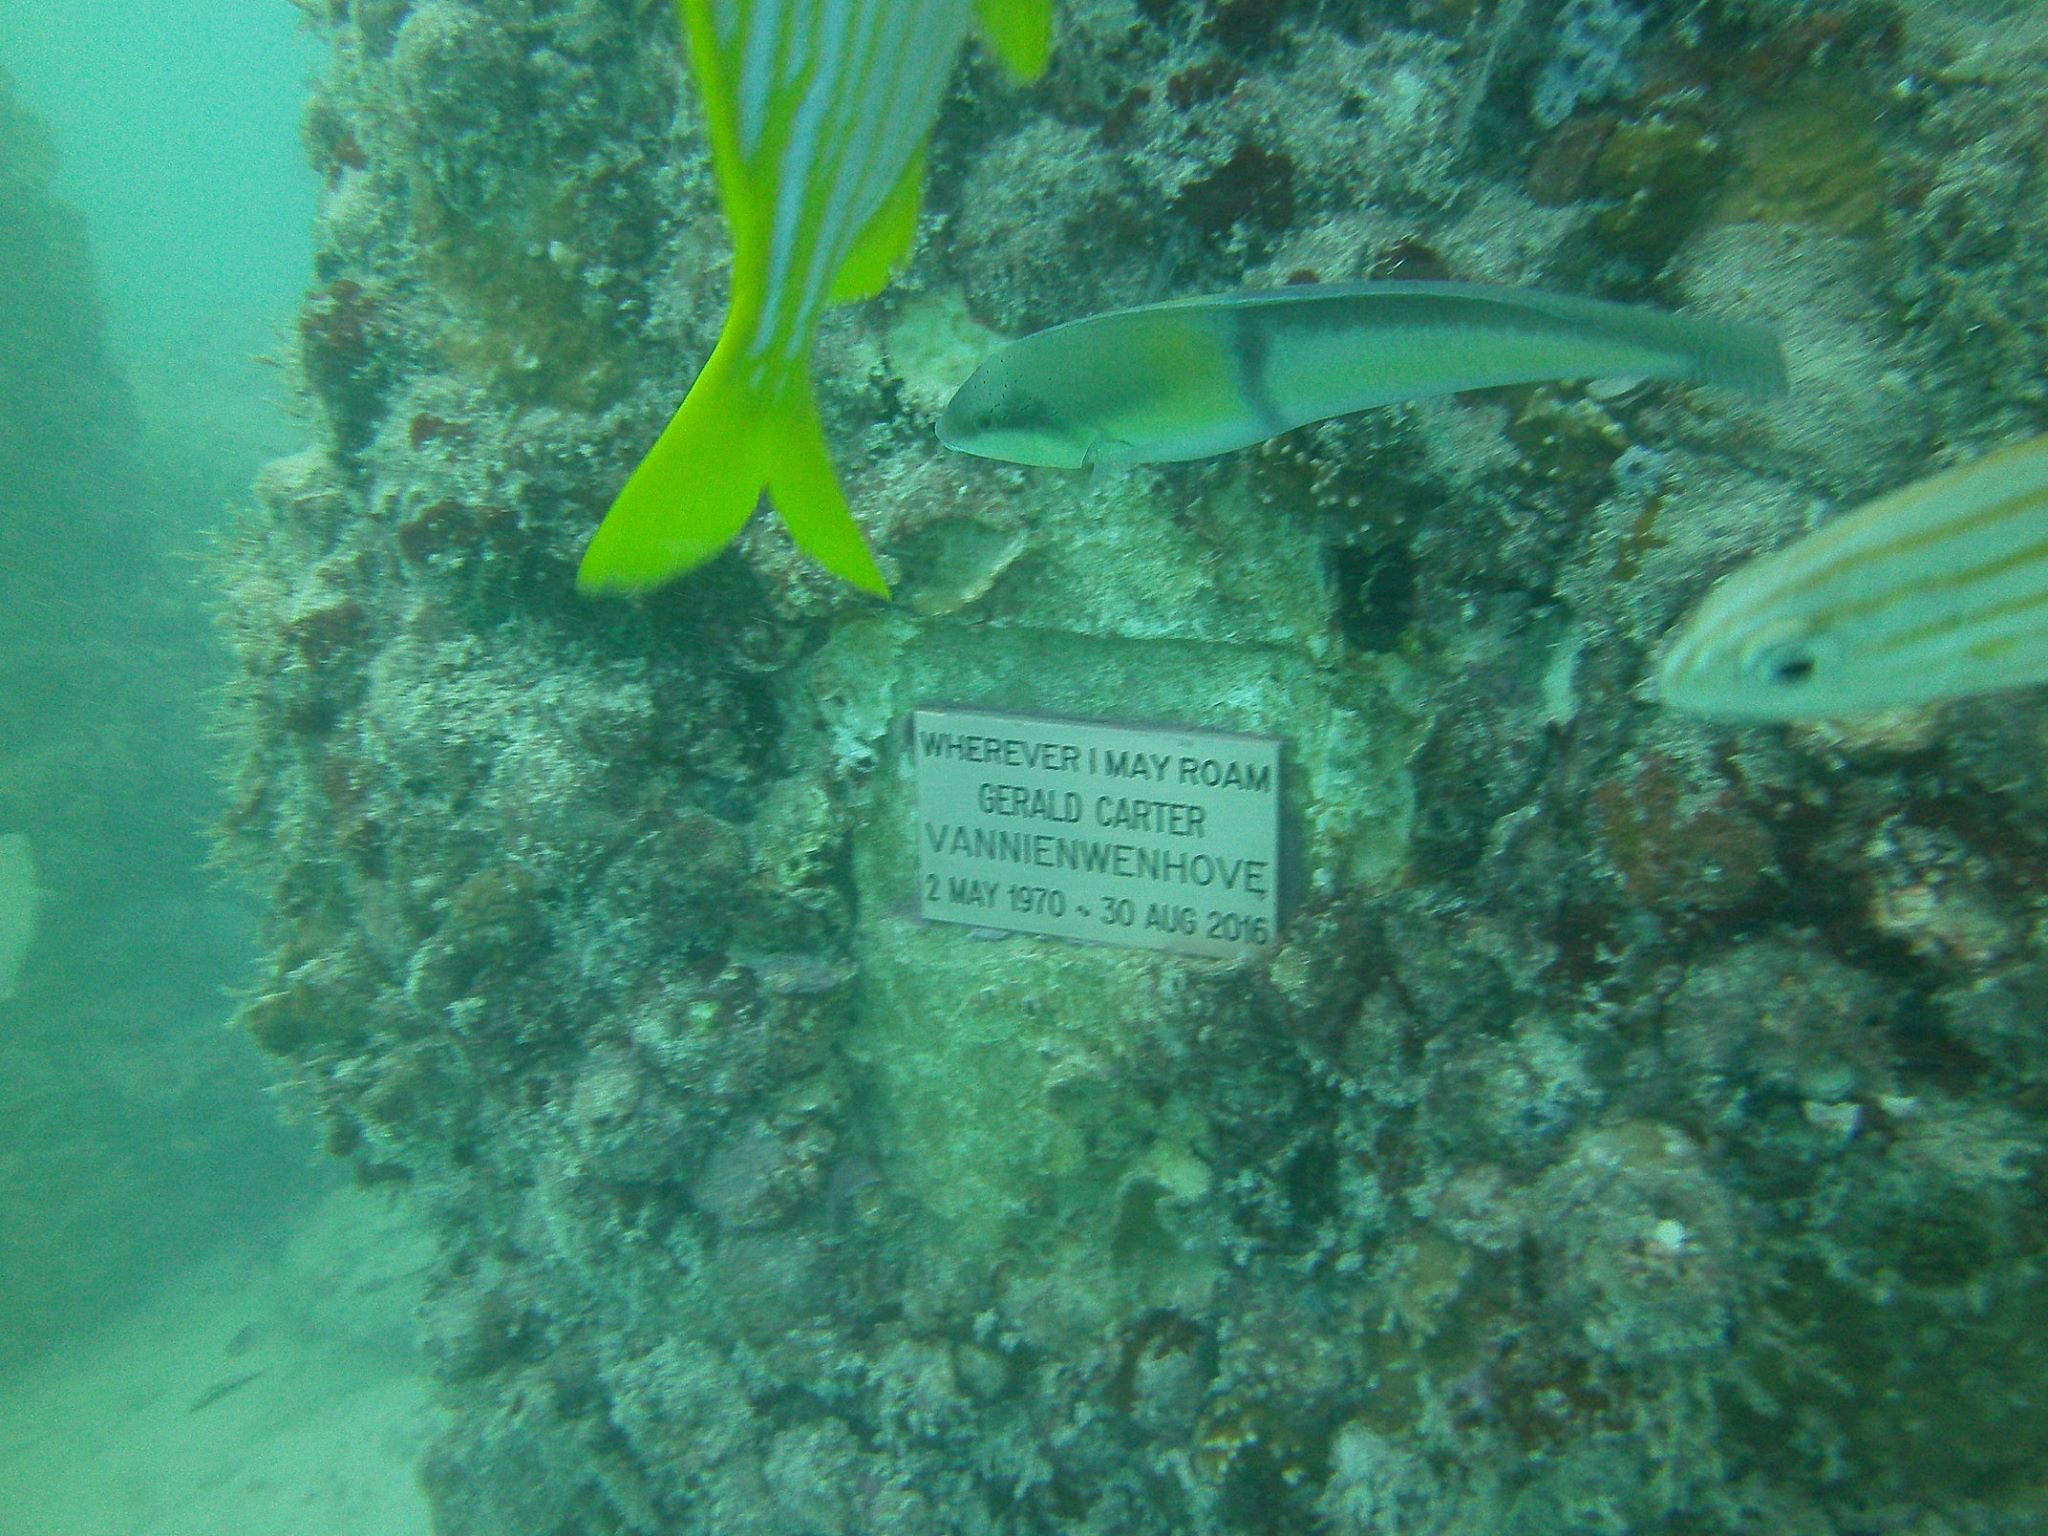 WHEREVER I MAY ROAM
GERALD CARTER
VANNIENWENHOVE
2 MAY 1970 ~ 30 AUG 2016